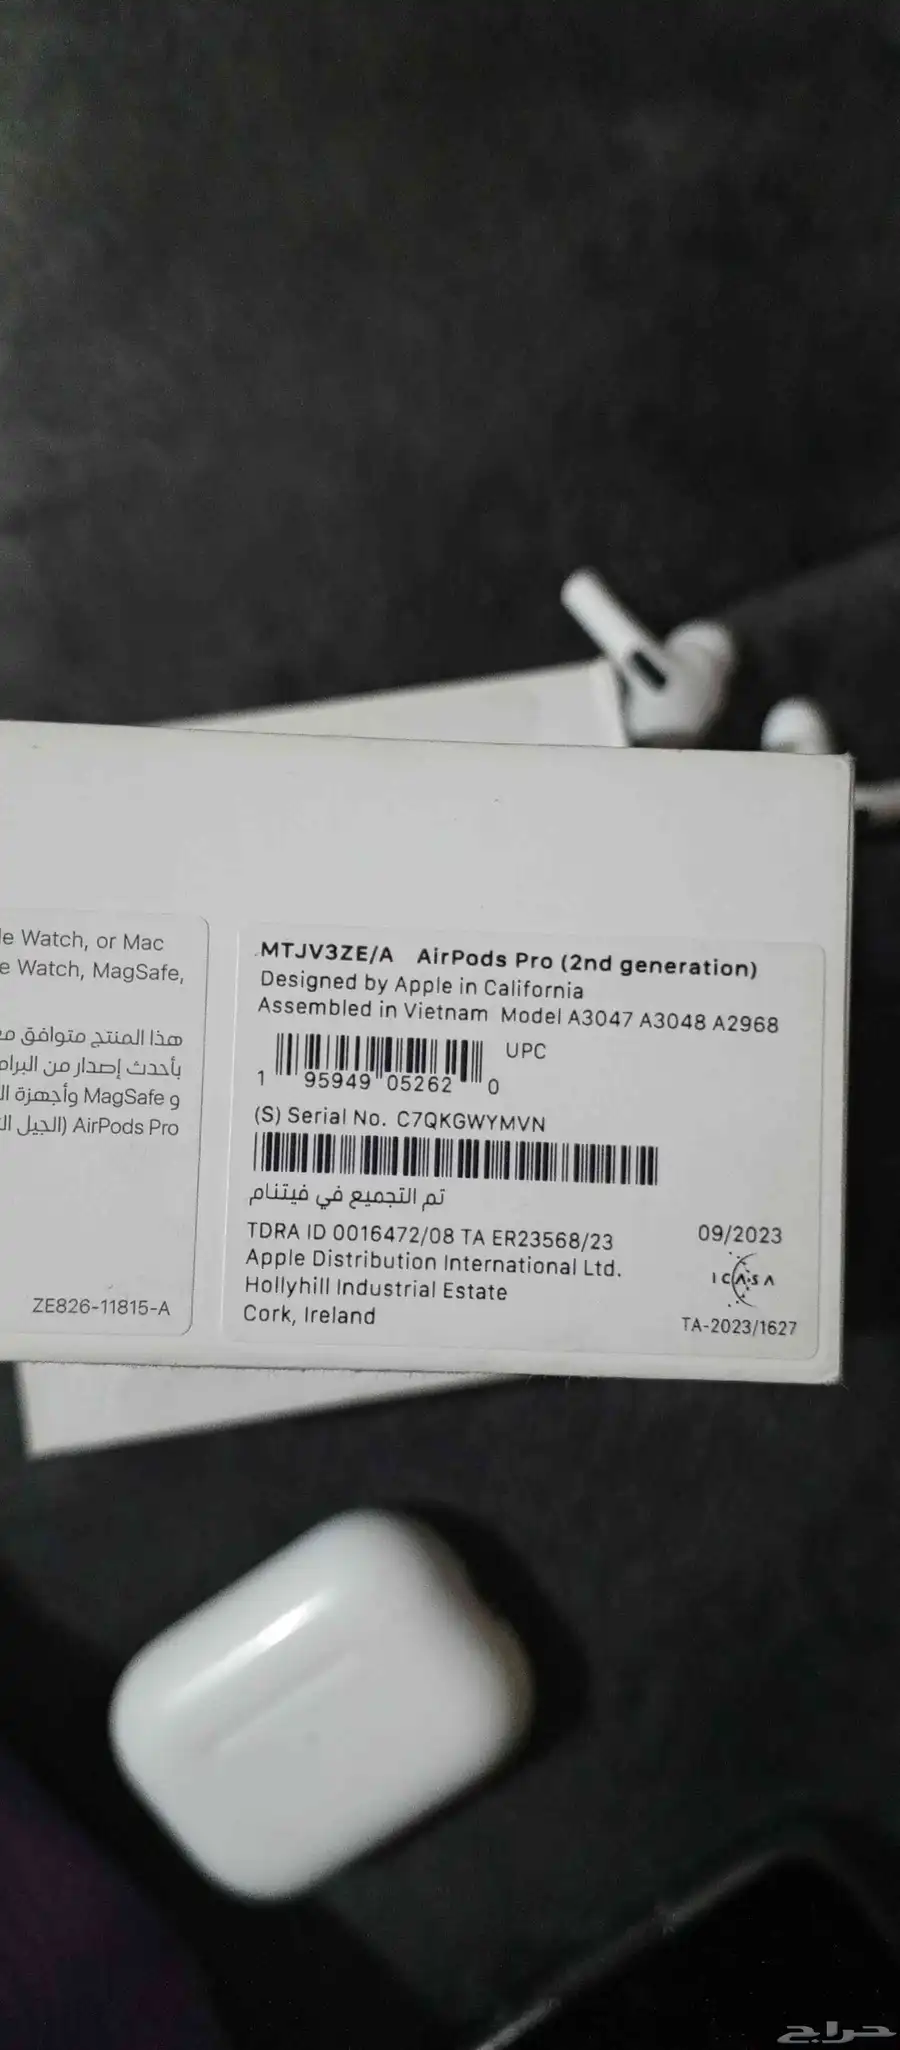 le Watch, or Mac
e Watch, MagSafe,
هذا المنتج متوافق
بأحدث إصدار من
و MagSafe وأجهزة
AirPods Pro (الجيل
ZE826-11815-A
MTJV3ZE/A AirPods Pro (2nd generation)
Designed by Apple in California
Assembled in Vietnam Model A3047 A3048 A2968
UPC
1 95949 05262 0
(S) Serial No. C7QKGWYMVN
تم التجميع في فيتنام
TDRA ID 0016472/08 TA ER23568/23
Apple Distribution International Ltd.
Hollyhill Industrial Estate
Cork, Ireland
09/2023
ICASA
TA-2023/1627
حراج